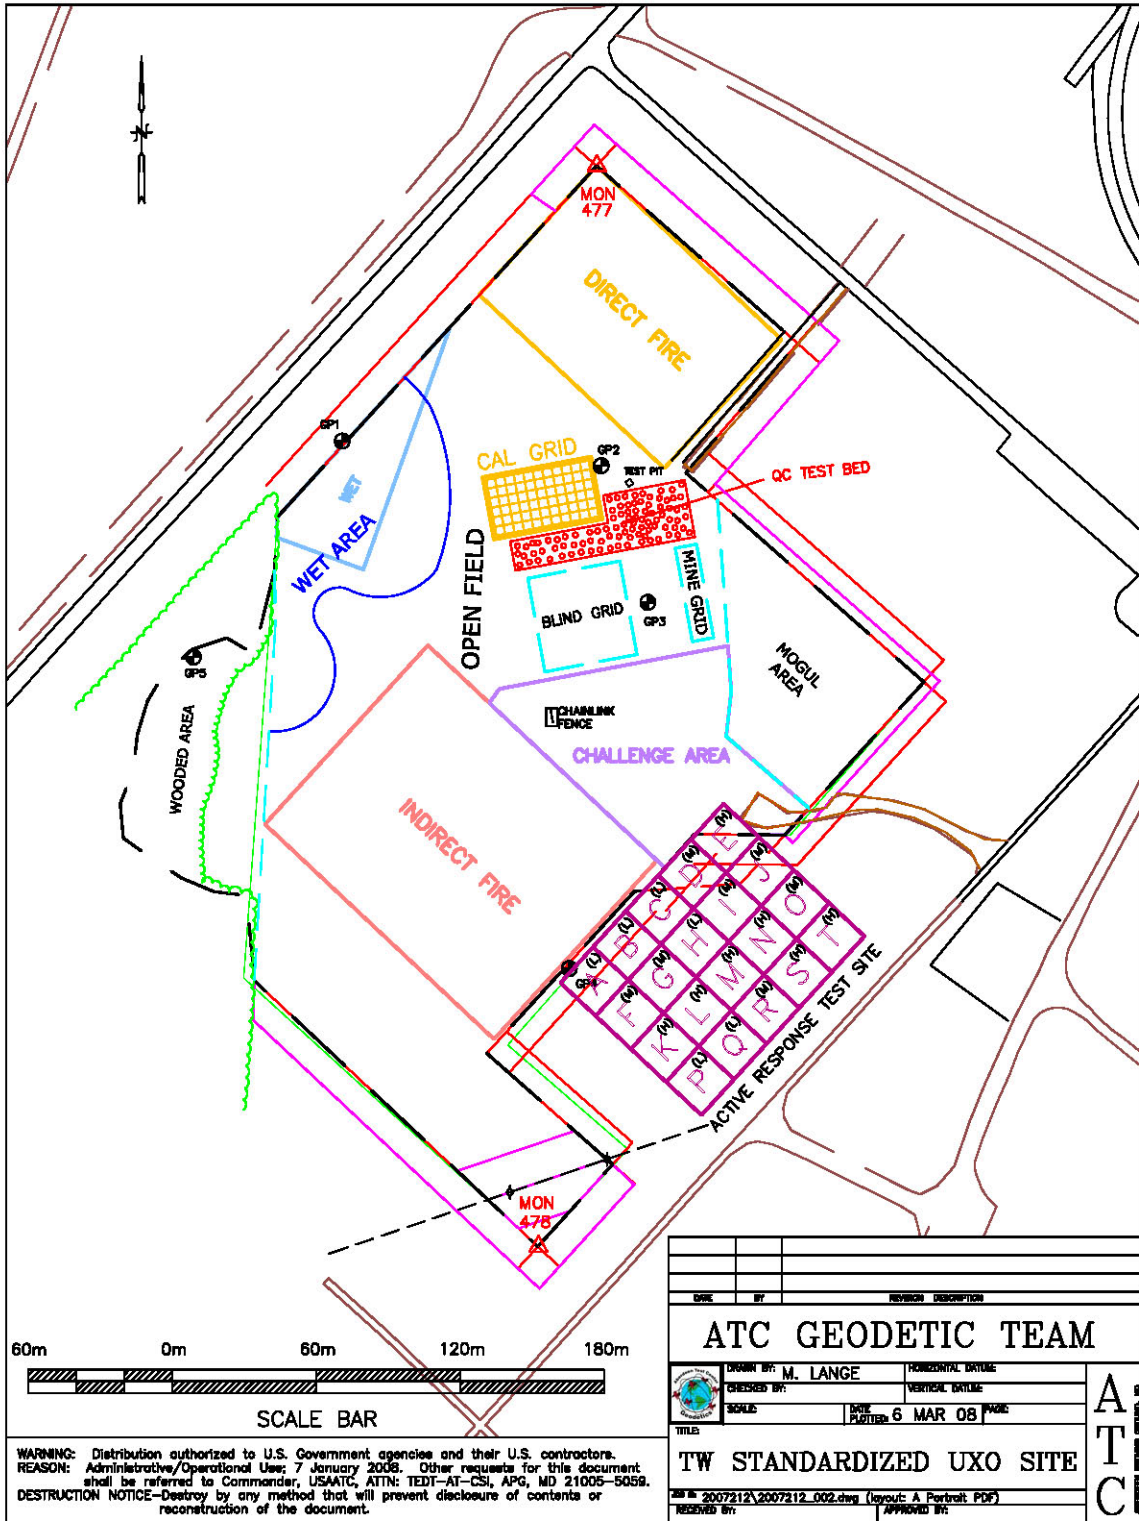 MON
477
DIRECT FIRE
GP1
CAL GRID
GP2
TEST PIT
QC TEST BED
WET
WET AREA
OPEN FIELD
BLIND GRID
GP3
MINE GRID
MOGUL
AREA
GP5
WOODED AREA
CHAINLINK
FENCE
CHALLENGE AREA
INDIRECT FIRE
GP4
E (H)
D (M)
J (M)
C (L)
I (M)
O (M)
B (L)
H (L)
N (H)
T (H)
A (L)
G (M)
M (H)
S (H)
F (M)
L (H)
R (M)
K (H)
Q (L)
P (L)
ACTIVE RESPONSE TEST SITE
MON
478
60m 0m 60m 120m 180m
SCALE BAR
WARNING: Distribution authorized to U.S. Government agencies and their U.S. contractors.
REASON: Administrative/Operational Use; 7 January 2008. Other requests for this document
shall be referred to Commander, USAATC, ATTN: TEDT-AT-CSI, APG, MD 21005-5059.
DESTRUCTION NOTICE-Destroy by any method that will prevent disclosure of contents or
reconstruction of the document.
DATE BY REVISION DESCRIPTION
ATC GEODETIC TEAM
DRAWN BY: M. LANGE HORIZONTAL DATUM:
CHECKED BY: VERTICAL DATUM:
SCALE: DATE PLOTTED: 6 MAR 08 PAGE:
TITLE:
TW STANDARDIZED UXO SITE
JOB #: 2007212\2007212_002.dwg (layout: A Portrait PDF)
RECEIVED BY: APPROVED BY:
ATC